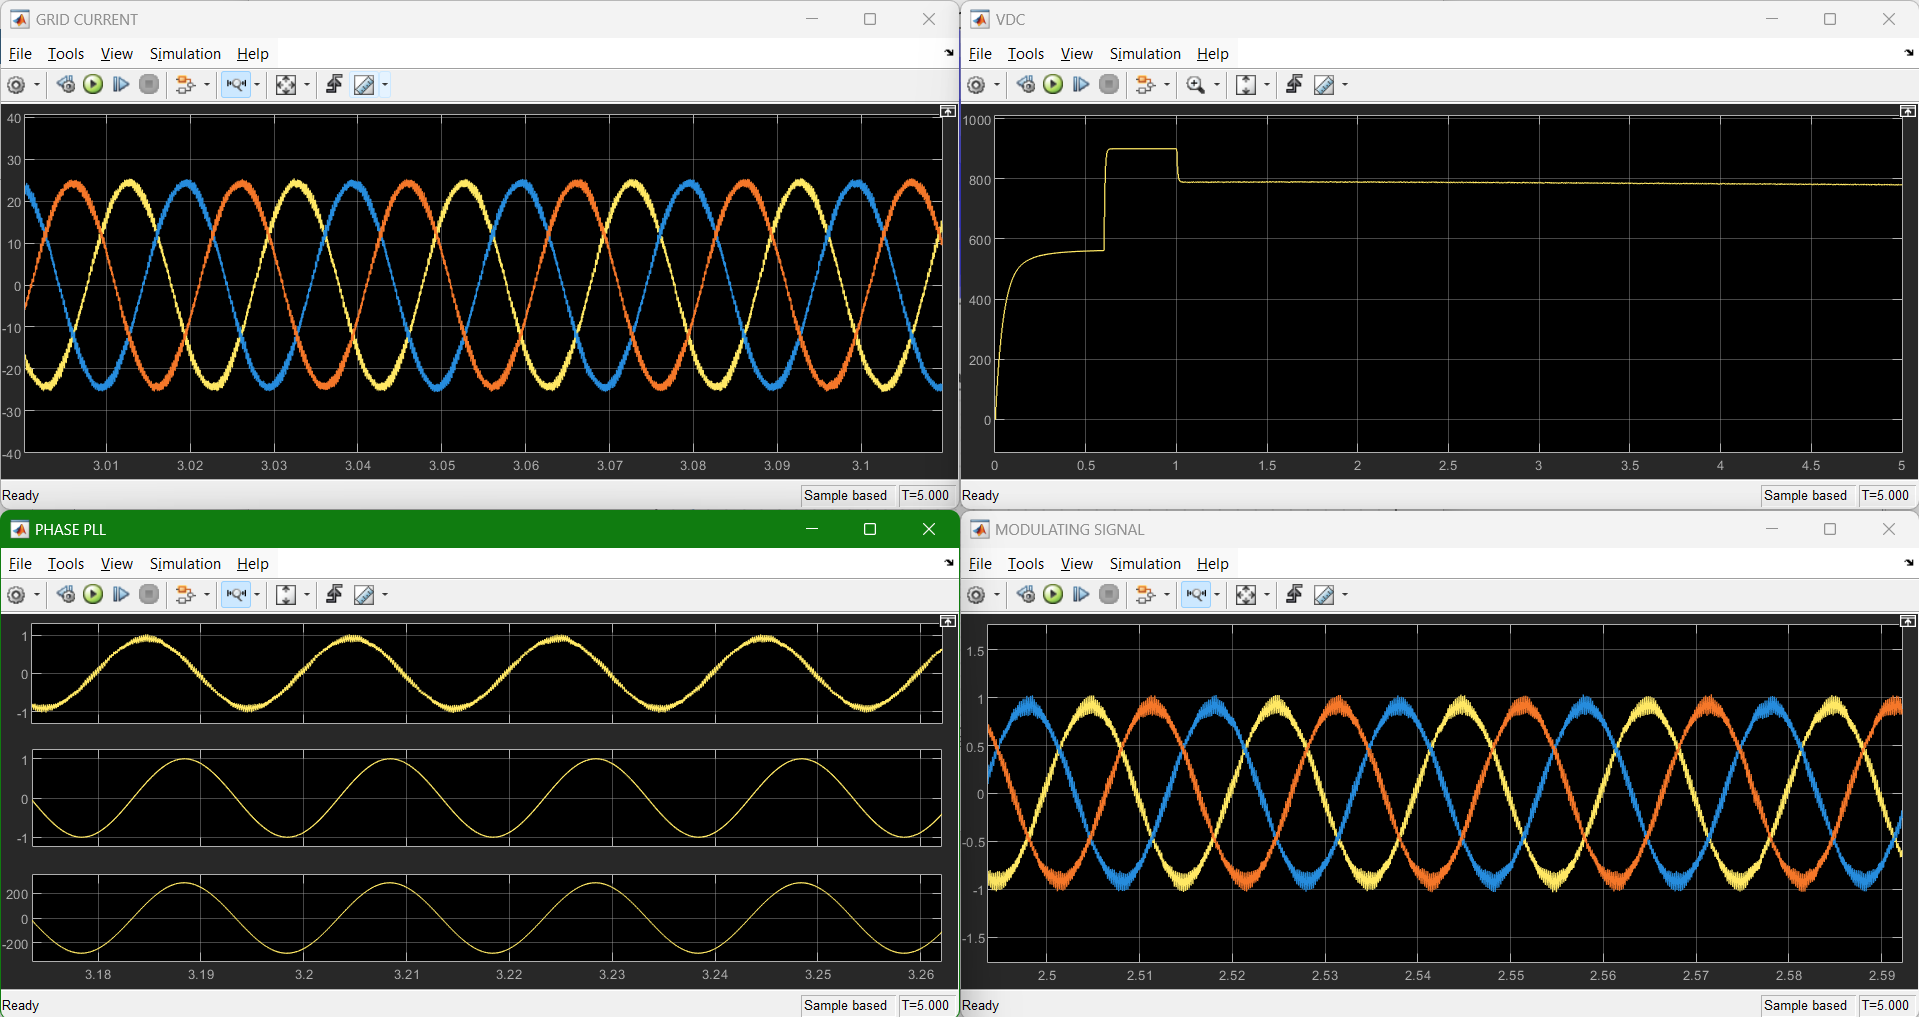 GRID CURRENT
File Tools View Simulation Help
40
30
20
10
0
-10
-20
-30
-40
3.01 3.02 3.03 3.04 3.05 3.06 3.07 3.08 3.09 3.1
Ready Sample based T=5.000
VDC
File Tools View Simulation Help
1000
800
600
400
200
0
0 0.5 1 1.5 2 2.5 3 3.5 4 4.5 5
Ready Sample based T=5.000
PHASE PLL
File Tools View Simulation Help
1
0
-1
1
0
-1
200
0
-200
3.18 3.19 3.2 3.21 3.22 3.23 3.24 3.25 3.26
Ready Sample based T=5.000
MODULATING SIGNAL
File Tools View Simulation Help
1.5
1
0.5
0
-0.5
-1
-1.5
2.5 2.51 2.52 2.53 2.54 2.55 2.56 2.57 2.58 2.59
Ready Sample based T=5.000